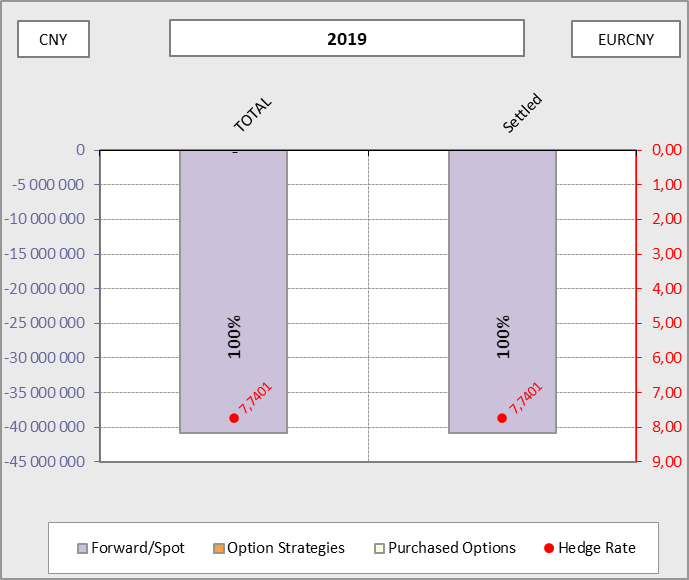 CNY
2019
EURCNY
TOTAL
Settled
0
-5 000 000
-10 000 000
-15 000 000
-20 000 000
-25 000 000
-30 000 000
-35 000 000
-40 000 000
-45 000 000
100%
7,7401
100%
7,7401
0,00
1,00
2,00
3,00
4,00
5,00
6,00
7,00
8,00
9,00
Forward/Spot Option Strategies Purchased Options Hedge Rate